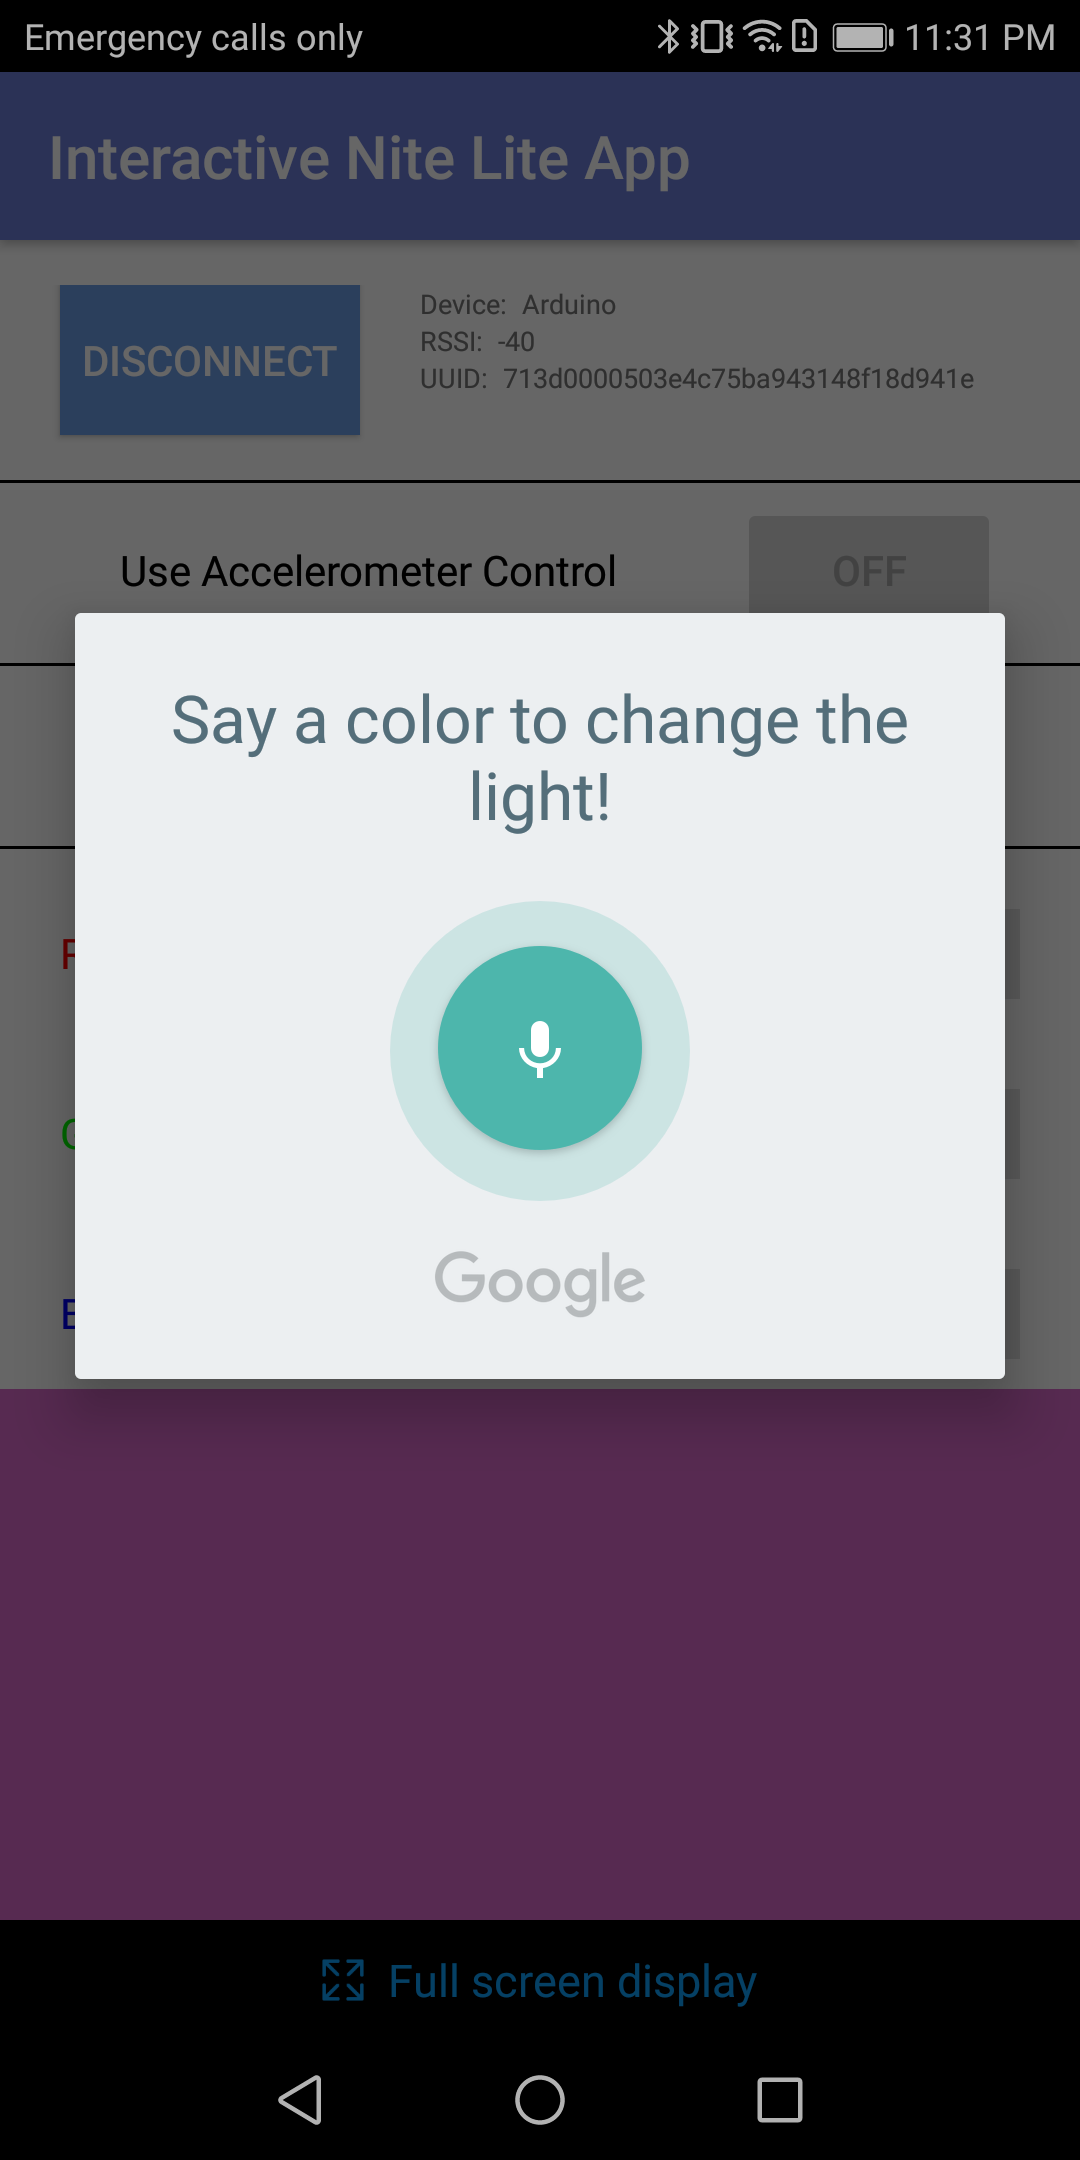 Emergency calls only 11:31 PM
Interactive Nite Lite App
DISCONNECT
Device: Arduino
RSSI: -40
UUID: 713d0000503e4c75ba943148f18d941e
Use Accelerometer Control OFF
Say a color to change the
light!
Google
Full screen display